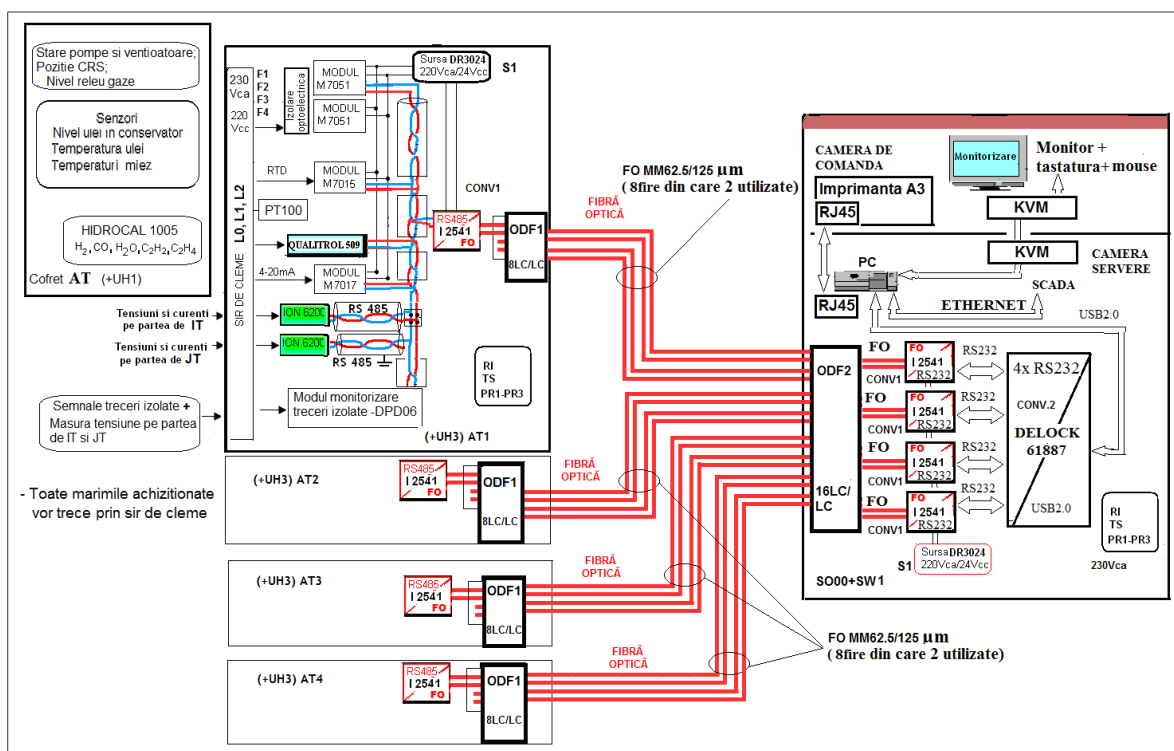 Stare pompe si ventioatoare;
Pozitie CRS;
Nivel releu gaze
Senzori
Nivel ulei in conservator
Temperatura ulei
Temperaturi miez
HIDROCAL 1005
H2, CO, H2O, C2H2, C2H4
Cofret AT (+UH1)
Tensiuni si curenti
pe partea de IT
Tensiuni si curenti
pe partea de JT
Semnale treceri izolate +
Masura tensiune pe partea
de IT si JT
- Toate marimile achizitionate
vor trece prin sir de cleme
230
Vca
220
Vcc
F1
F2
F3
F4
Izolare
optoelectrica
SIR DE CLEME L0, L1, L2
MODUL
M7051
MODUL
M 7051
Sursa DR3024
220Vca/24Vcc
S1
RTD
MODUL
M7015
PT100
QUALITROL 509
4-20mA
MODUL
M7017
ION 6200
RS 485
ION 6200
RS 485
Modul monitorizare
treceri izolate -DPD06
RI
TS
PR1-PR3
(+UH3) AT1
CONV1
RS485
I 2541
FO
ODF1
8LC/LC
FIBRĂ
OPTICĂ
FO MM62.5/125 µm
( 8fire din care 2 utilizate)
(+UH3) AT2
RS485
I 2541
FO
ODF1
8LC/LC
FIBRĂ
OPTICĂ
(+UH3) AT3
RS485
I 2541
FO
ODF1
8LC/LC
FIBRĂ
OPTICĂ
(+UH3) AT4
RS485
I 2541
FO
ODF1
8LC/LC
FIBRĂ
OPTICĂ
FO MM62.5/125 µm
( 8fire din care 2 utilizate)
CAMERA DE
COMANDA
Monitorizare
Monitor +
tastatura+ mouse
Imprimanta A3
RJ45
KVM
KVM
CAMERA
SERVERE
PC
RJ45
SCADA
ETHERNET
USB2.0
ODF2
16LC/
LC
FO
FO
I 2541
RS232
CONV1
RS232
FO
FO
I 2541
RS232
CONV1
RS232
FO
FO
I 2541
RS232
CONV1
RS232
FO
FO
I 2541
RS232
CONV1
RS232
4x RS232
CONV.2
DELOCK
61887
USB2.0
RI
TS
PR1-PR3
230Vca
S1
SursaDR3024
220Vca/24Vcc
SO00+SW1